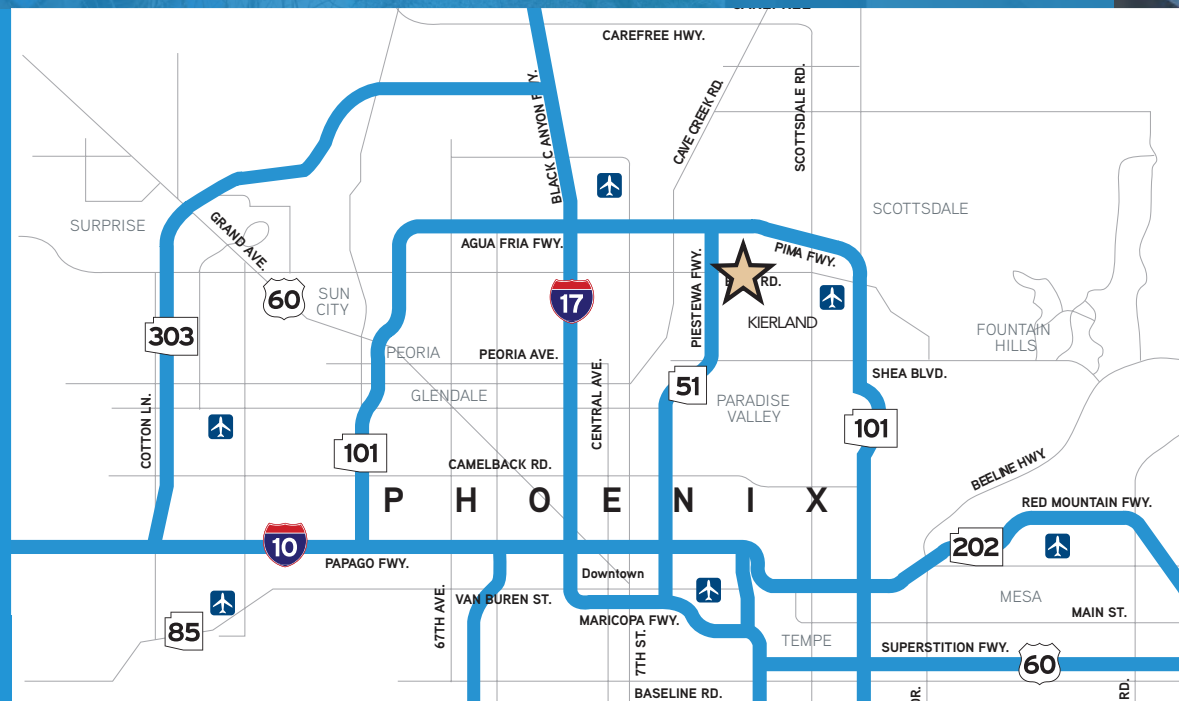 CAREFREE HWY.
BLACK CANYON FWY.
CAVE CREEK RD.
SCOTTSDALE RD.
SURPRISE
GRAND AVE.
SCOTTSDALE
AGUA FRIA FWY.
PIMA FWY.
PIESTEWA FWY.
RD.
60
SUN
CITY
17
KIERLAND
303
FOUNTAIN
HILLS
PEORIA
PEORIA AVE.
SHEA BLVD.
51
GLENDALE
CENTRAL AVE.
PARADISE
VALLEY
COTTON LN.
101
101
CAMELBACK RD.
BEELINE HWY.
PHOENIX
RED MOUNTAIN FWY.
10
202
PAPAGO FWY.
Downtown
67TH AVE.
VAN BUREN ST.
MESA
MAIN ST.
MARICOPA FWY.
85
7TH ST.
TEMPE
SUPERSTITION FWY.
60
BASELINE RD.
DR.
RD.